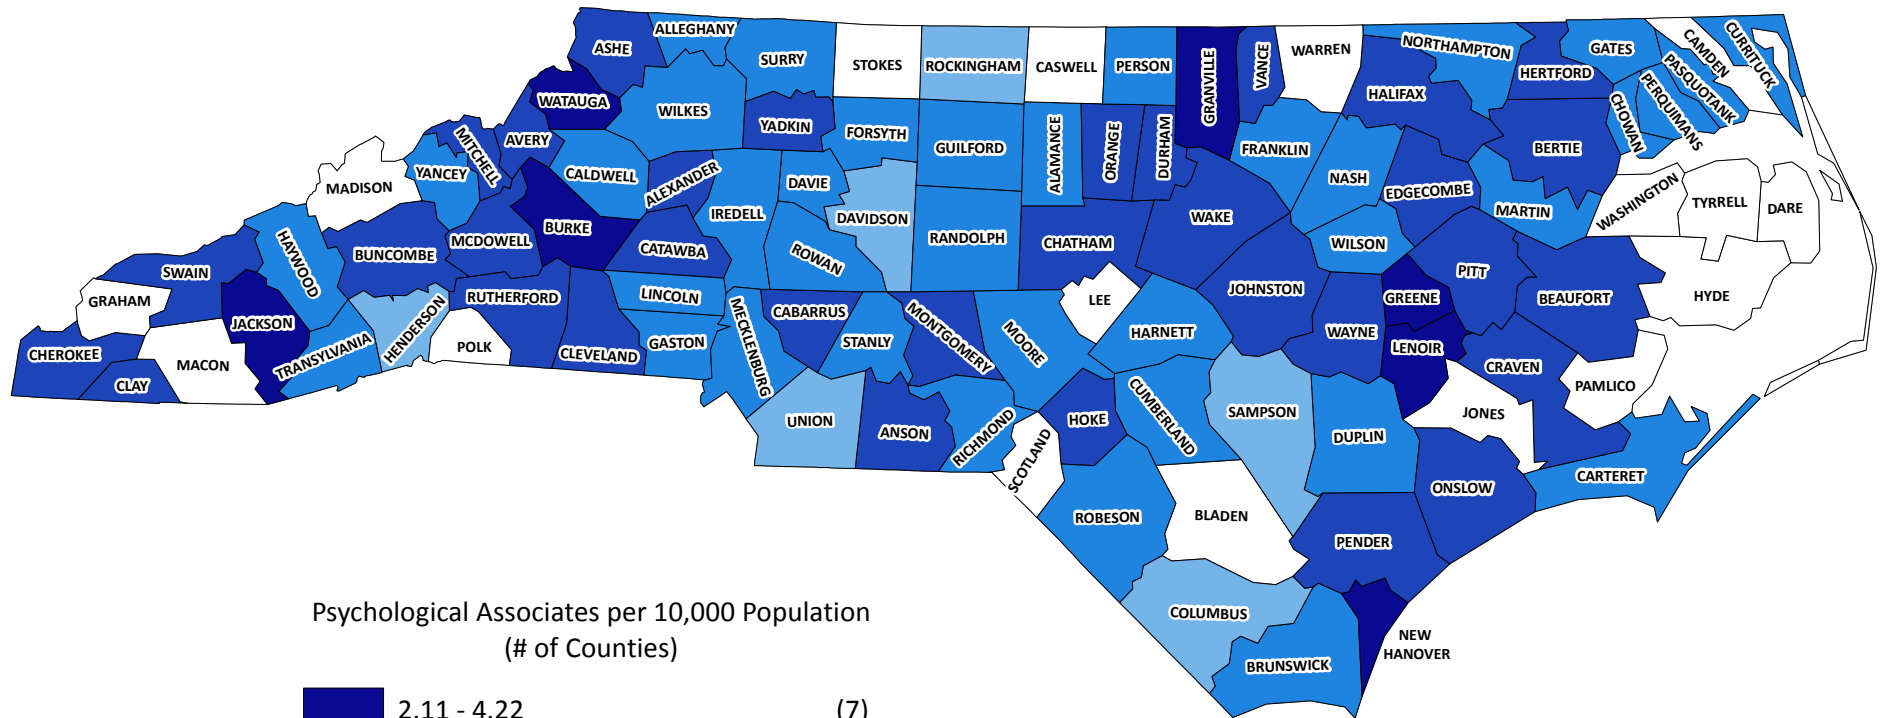 ALLEGHANY
ASHE
SURRY
STOKES
ROCKINGHAM
CASWELL
PERSON
GRANVILLE
VANCE
WARREN
NORTHAMPTON
GATES
CAMDEN
CURRITUCK
HERTFORD
PASQUOTANK
PERQUIMANS
CHOWAN
WATAUGA
WILKES
YADKIN
FORSYTH
GUILFORD
ALAMANCE
ORANGE
DURHAM
FRANKLIN
HALIFAX
BERTIE
MITCHELL
AVERY
CALDWELL
ALEXANDER
IREDELL
DAVIE
DAVIDSON
RANDOLPH
CHATHAM
WAKE
NASH
EDGECOMBE
MARTIN
WASHINGTON
TYRRELL
DARE
MADISON
YANCEY
BURKE
MCDOWELL
CATAWBA
ROWAN
WILSON
PITT
BEAUFORT
HYDE
SWAIN
HAYWOOD
BUNCOMBE
RUTHERFORD
LINCOLN
JOHNSTON
GREENE
GRAHAM
JACKSON
TRANSYLVANIA
HENDERSON
POLK
CLEVELAND
GASTON
MECKLENBURG
CABARRUS
STANLY
MONTGOMERY
MOORE
LEE
HARNETT
WAYNE
LENOIR
CRAVEN
PAMLICO
CHEROKEE
CLAY
MACON
UNION
ANSON
RICHMOND
SCOTLAND
HOKE
CUMBERLAND
SAMPSON
DUPLIN
JONES
ONSLOW
CARTERET
ROBESON
BLADEN
PENDER
COLUMBUS
BRUNSWICK
NEW
HANOVER
Psychological Associates per 10,000 Population
(# of Counties)
2.11 - 4.22 (7)